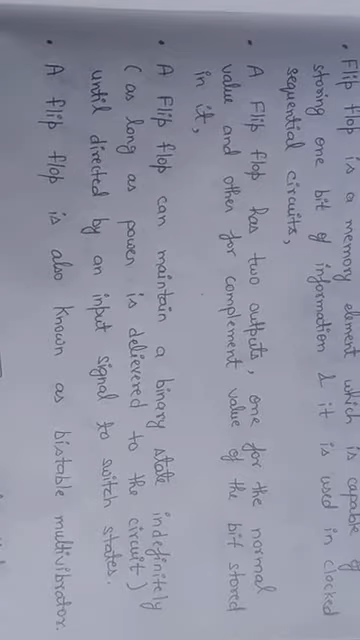 • Flip flop is a memory element which is capable of
storing one bit of information & it is used in clocked
sequential circuits,
• A Flip flop has two outputs, one for the normal
value and other for complement value of the bit stored
in it,
• A Flip flop can maintain a binary state indefinitely
(as long as power is delievered to the circuit)
until directed by an input signal to switch states.
• A flip flop is also known as bistable multivibrator.